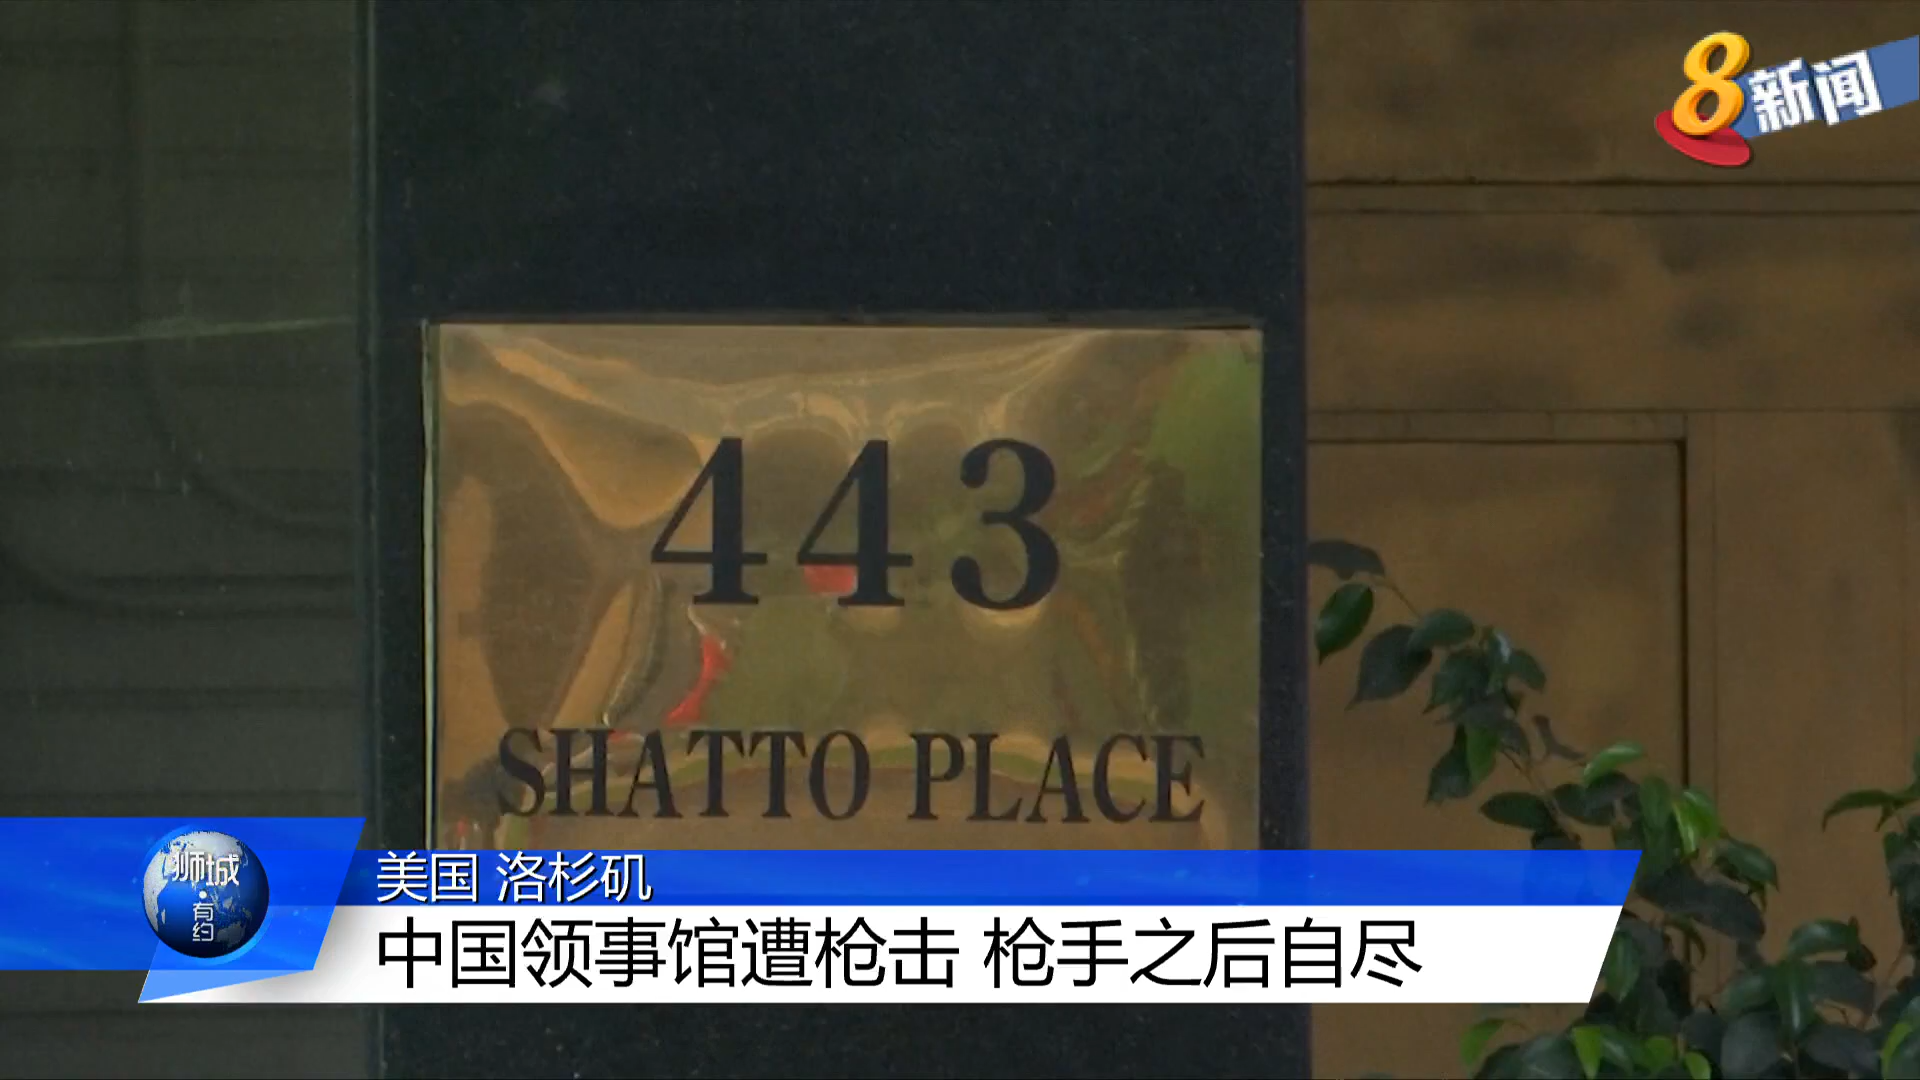 8新闻
443
SHATTO PLACE
狮城
有约
美国 洛杉矶
中国领事馆遭枪击 枪手之后自尽